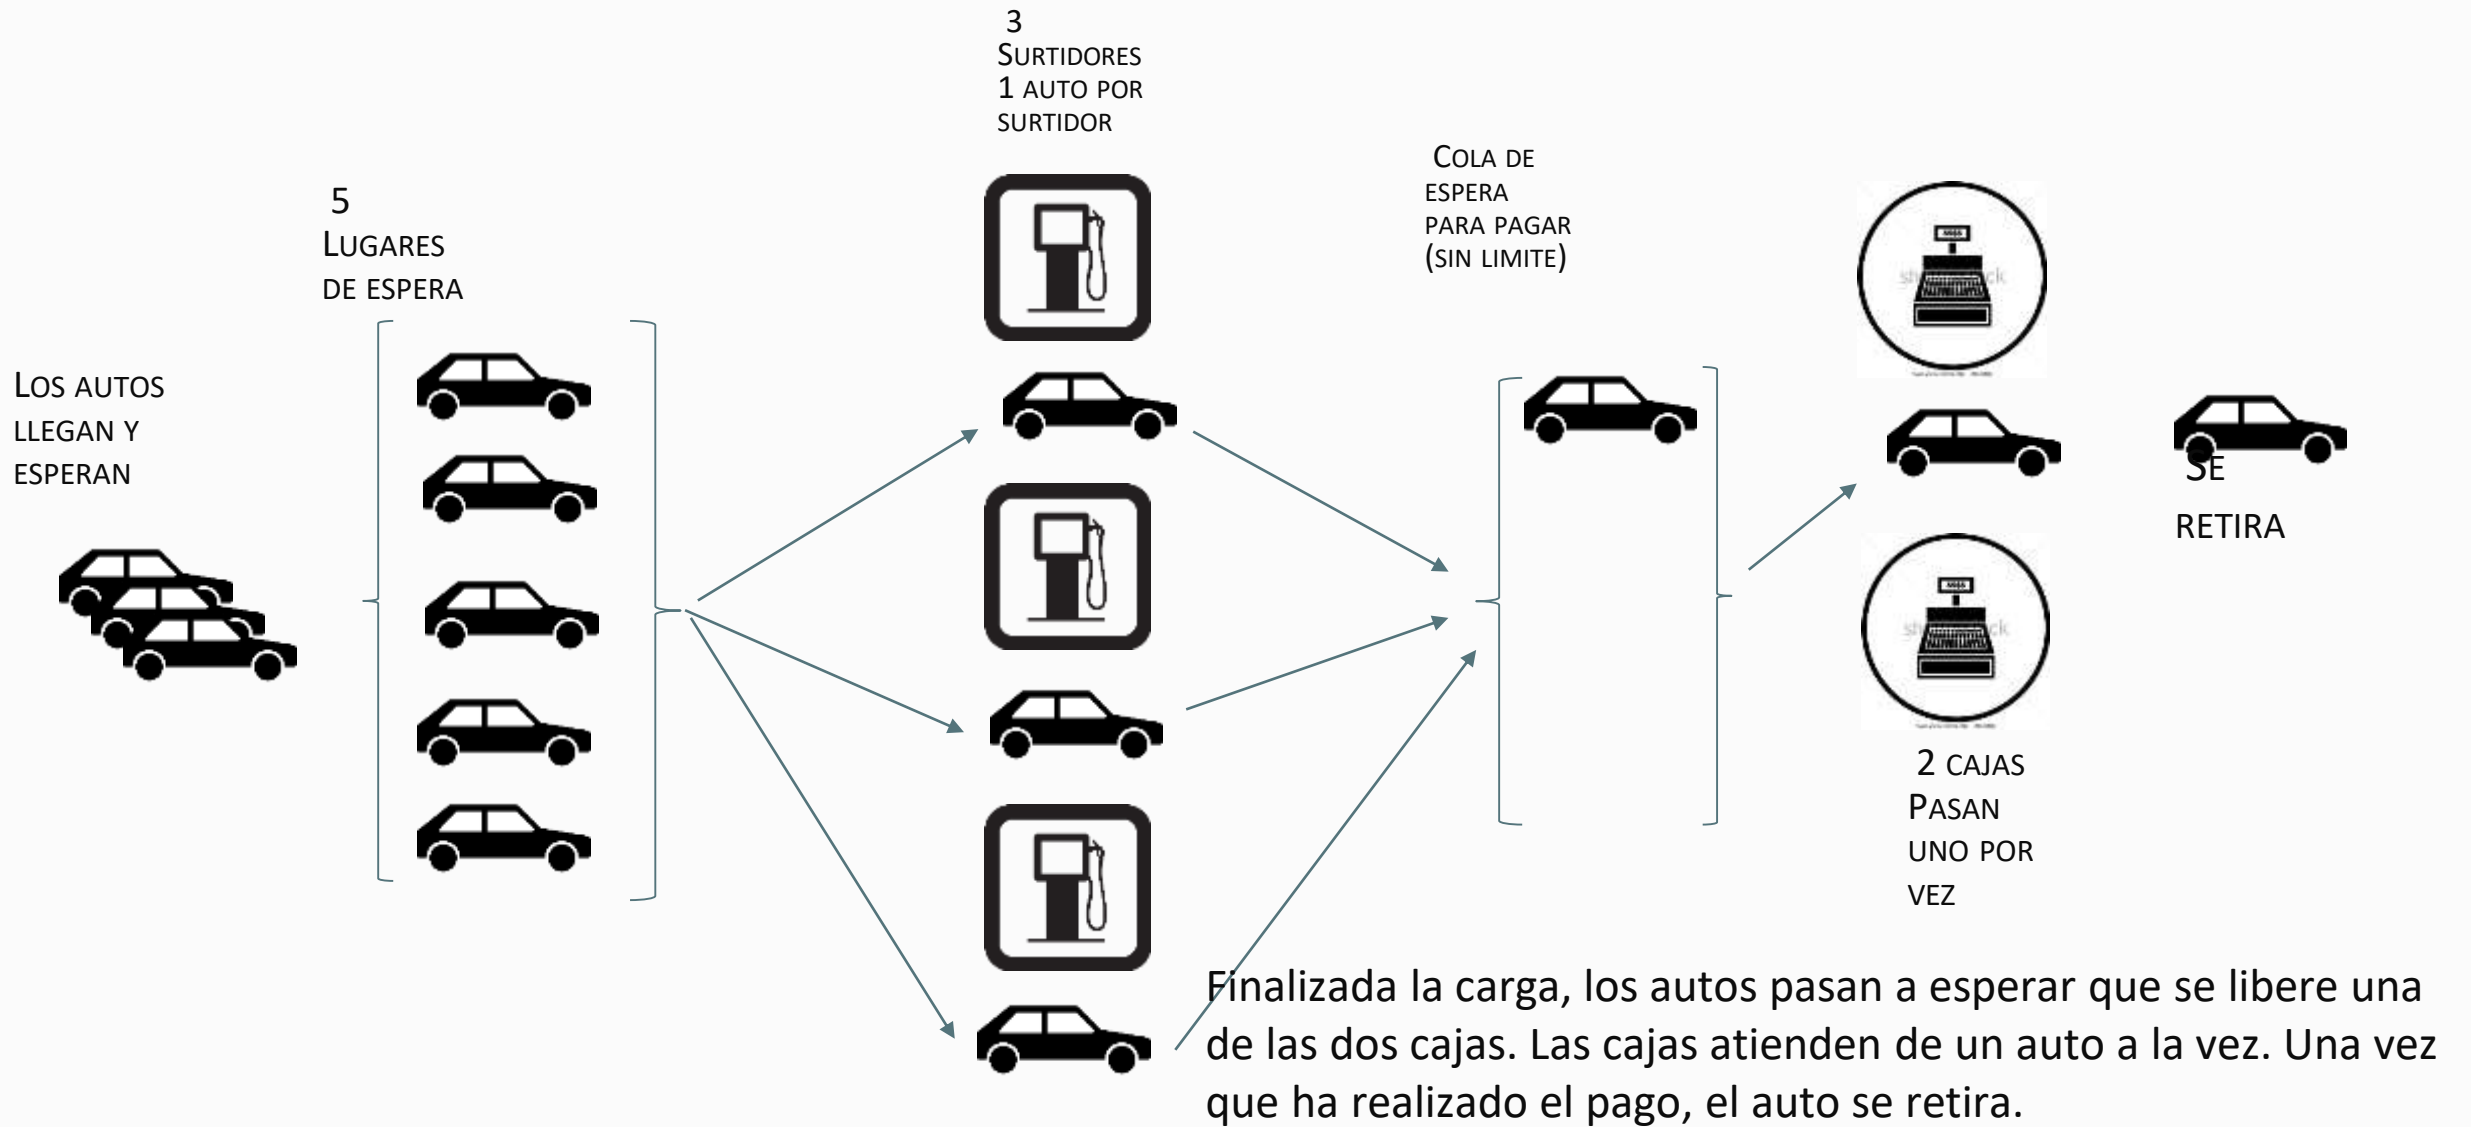 Los autos
llegan y
esperan
5
Lugares
de espera
3
Surtidores
1 auto por
surtidor
Cola de
espera
para pagar
(sin limite)
2 cajas
Pasan
uno por
vez
Se
retira
Finalizada la carga, los autos pasan a esperar que se libere una
de las dos cajas. Las cajas atienden de un auto a la vez. Una vez
que ha realizado el pago, el auto se retira.